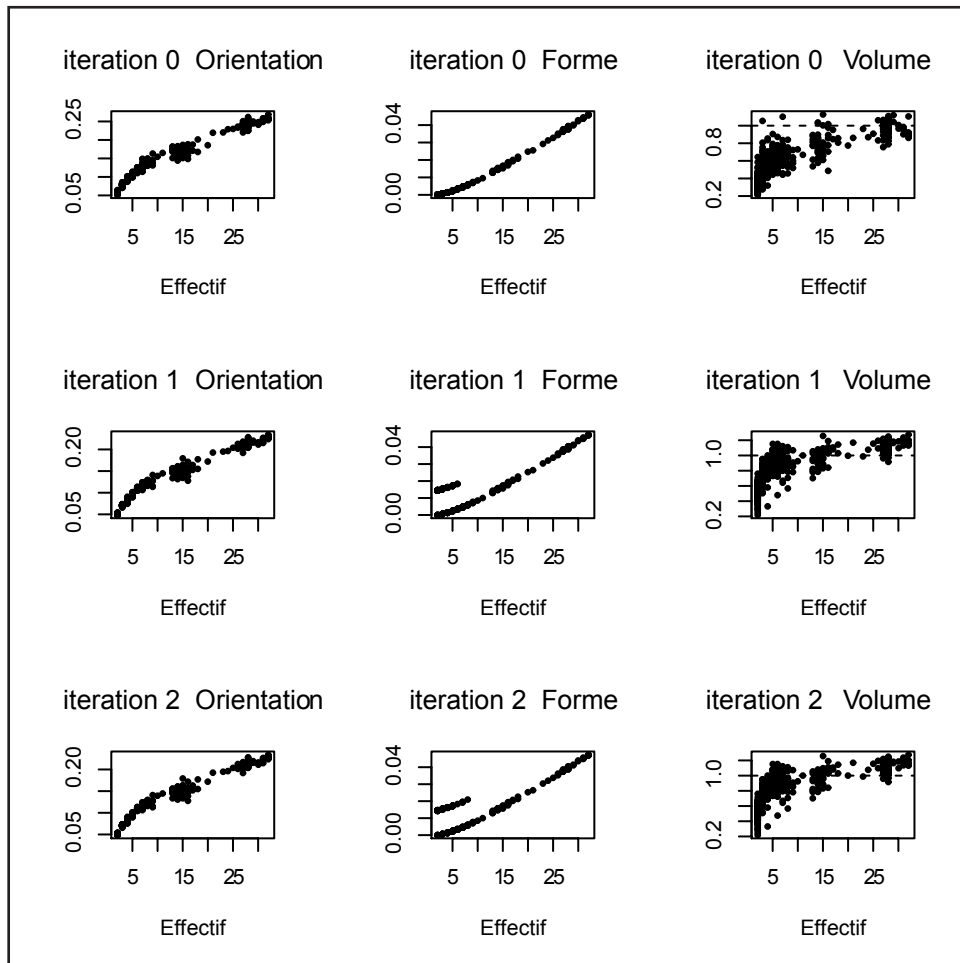 iteration 0 Orientation
0.05 0.25
5 15 25
Effectif
iteration 0 Forme
0.00 0.04
5 15 25
Effectif
iteration 0 Volume
0.2 0.8
5 15 25
Effectif
iteration 1 Orientation
0.05 0.20
5 15 25
Effectif
iteration 1 Forme
0.00 0.04
5 15 25
Effectif
iteration 1 Volume
0.2 1.0
5 15 25
Effectif
iteration 2 Orientation
0.05 0.20
5 15 25
Effectif
iteration 2 Forme
0.00 0.04
5 15 25
Effectif
iteration 2 Volume
0.2 1.0
5 15 25
Effectif